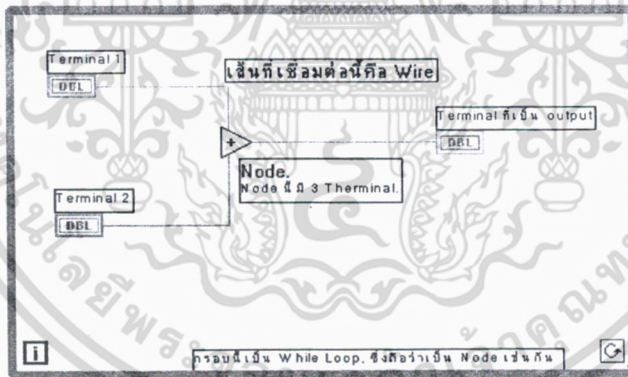 Terminal 1
DBL
เส้นที่เชื่อมต่อนี้คือ Wire
Terminal ที่เป็น output
DBL
+
Node.
Node นี้ มี 3 Therminal.
Terminal 2
DBL
i
กรอบนี้เป็น While Loop, ซึ่งถือว่าเป็น Node เช่นกัน